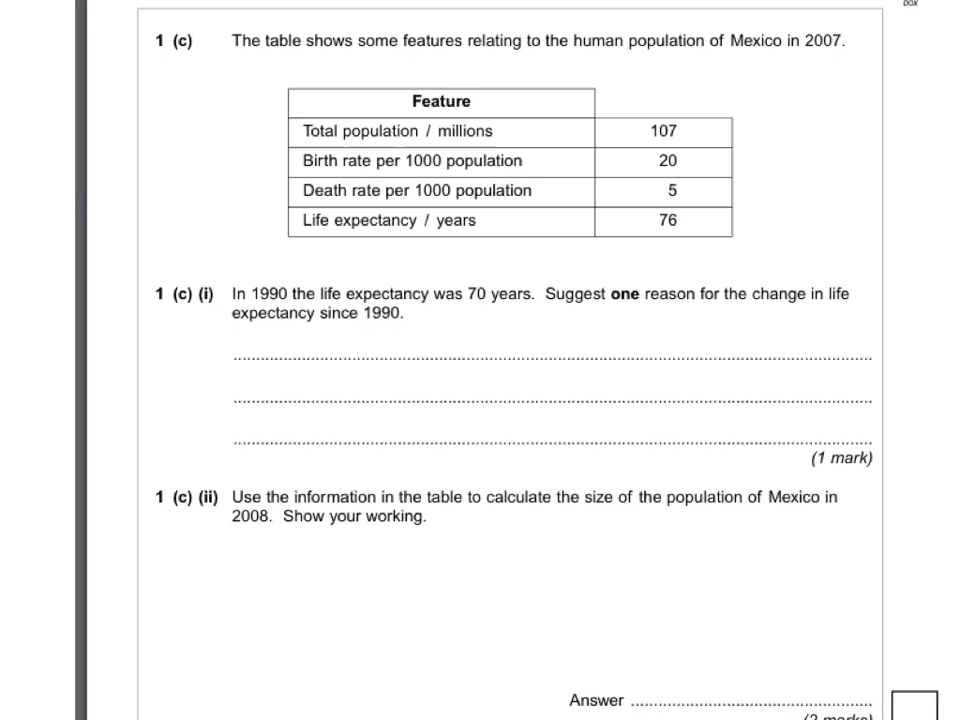 box
1 (c) The table shows some features relating to the human population of Mexico in 2007.
Feature
Total population / millions 107
Birth rate per 1000 population 20
Death rate per 1000 population 5
Life expectancy / years 76
1 (c) (i) In 1990 the life expectancy was 70 years. Suggest one reason for the change in life
expectancy since 1990.
(1 mark)
1 (c) (ii) Use the information in the table to calculate the size of the population of Mexico in
2008. Show your working.
Answer
(2 marks)